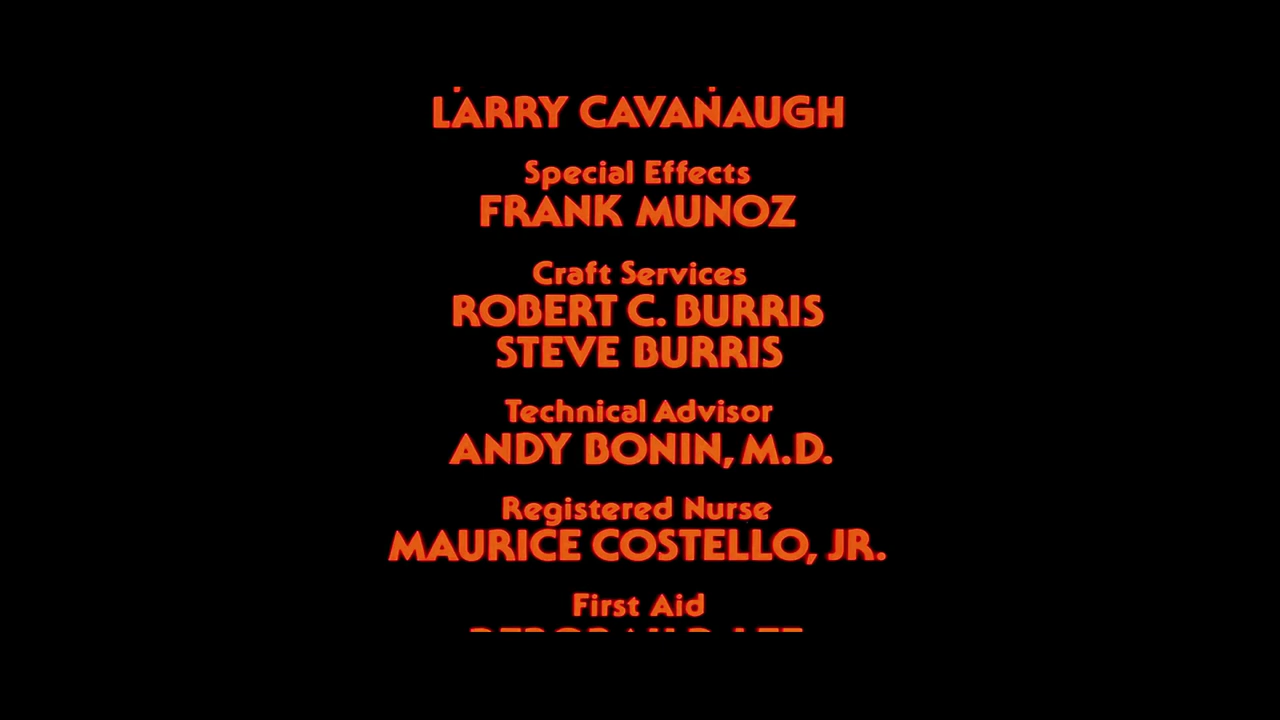 LARRY CAVANAUGH
Special Effects
FRANK MUNOZ
Craft Services
ROBERT C. BURRIS
STEVE BURRIS
Technical Advisor
ANDY BONIN, M.D.
Registered Nurse
MAURICE COSTELLO, JR.
First Aid